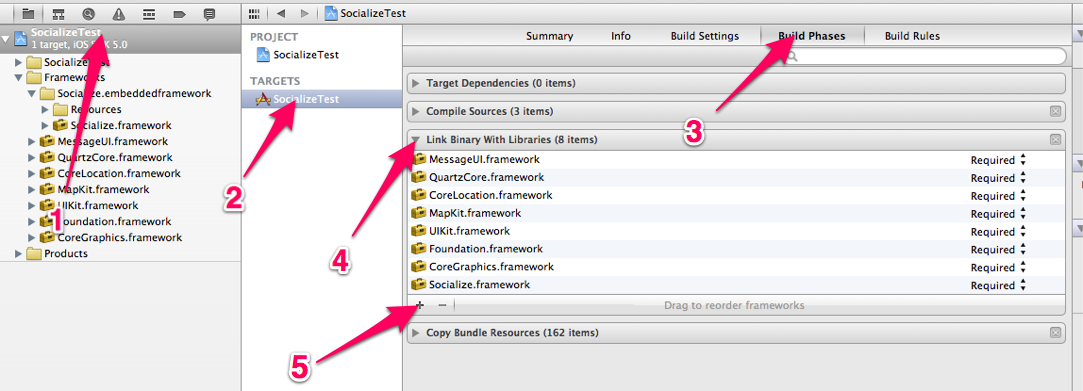 SocializeTest
SocializeTest
1 target, iOS SDK 5.0
Frameworks
Socialize.embeddedframework
Resources
Socialize.framework
MessageUI.framework
QuartzCore.framework
CoreLocation.framework
MapKit.framework
UIKit.framework
Foundation.framework
CoreGraphics.framework
Products
1
PROJECT
SocializeTest
TARGETS
SocializeTest
2
Summary
Info
Build Settings
Build Phases
Build Rules
3
Target Dependencies (0 items)
Compile Sources (3 items)
Link Binary With Libraries (8 items)
MessageUI.framework Required
QuartzCore.framework Required
CoreLocation.framework Required
MapKit.framework Required
UIKit.framework Required
Foundation.framework Required
CoreGraphics.framework Required
Socialize.framework Required
4
+ − Drag to reorder frameworks
Copy Bundle Resources (162 items)
5